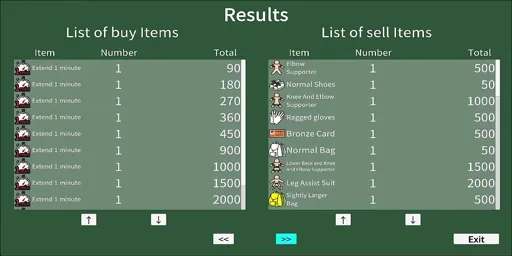 Results
List of buy Items
Item Number Total
Extend 1 minute 1 90
Extend 1 minute 1 180
Extend 1 minute 1 270
Extend 1 minute 1 360
Extend 1 minute 1 450
Extend 1 minute 1 900
Extend 1 minute 1 1000
Extend 1 minute 1 1500
Extend 1 minute 1 2000
↑ ↓
<<
List of sell Items
Item Number Total
Elbow
Supporter 1 500
Normal Shoes 1 50
Knee And Elbow
Supporter 1 1000
Ragged gloves 1 500
Bronze Card 1 500
Normal Bag 1 50
Lower Back and Knee
and Elbow Supporter 1 1500
Leg Assist Suit 1 2000
Slightly Larger
Bag 1 500
↑ ↓
>> Exit